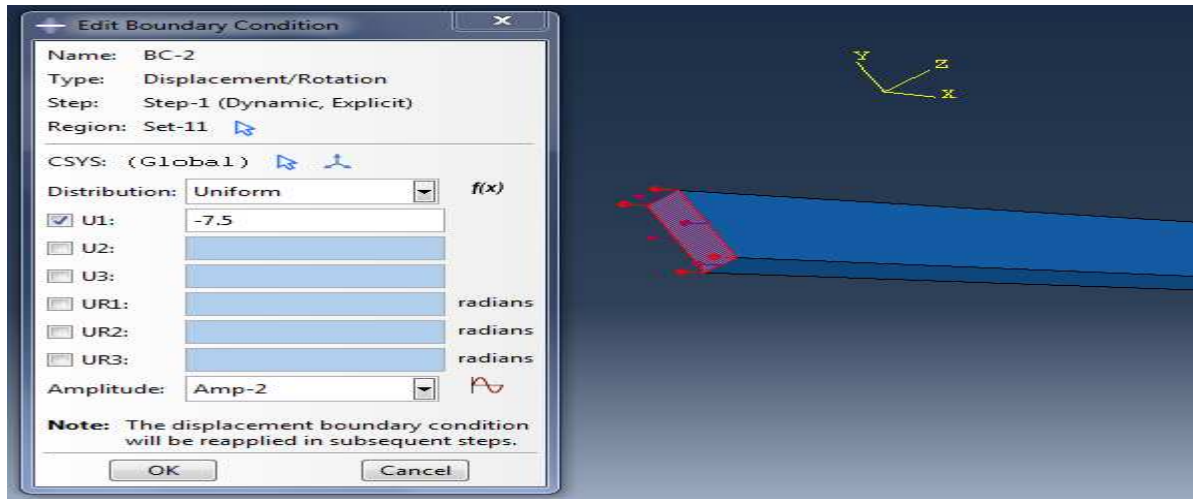 Edit Boundary Condition
Name: BC-2
Type: Displacement/Rotation
Step: Step-1 (Dynamic, Explicit)
Region: Set-11
CSYS: (Global)
Distribution: Uniform f(x)
U1: -7.5
U2:
U3:
UR1: radians
UR2: radians
UR3: radians
Amplitude: Amp-2
Note: The displacement boundary condition
will be reapplied in subsequent steps.
OK Cancel
Y
Z
X